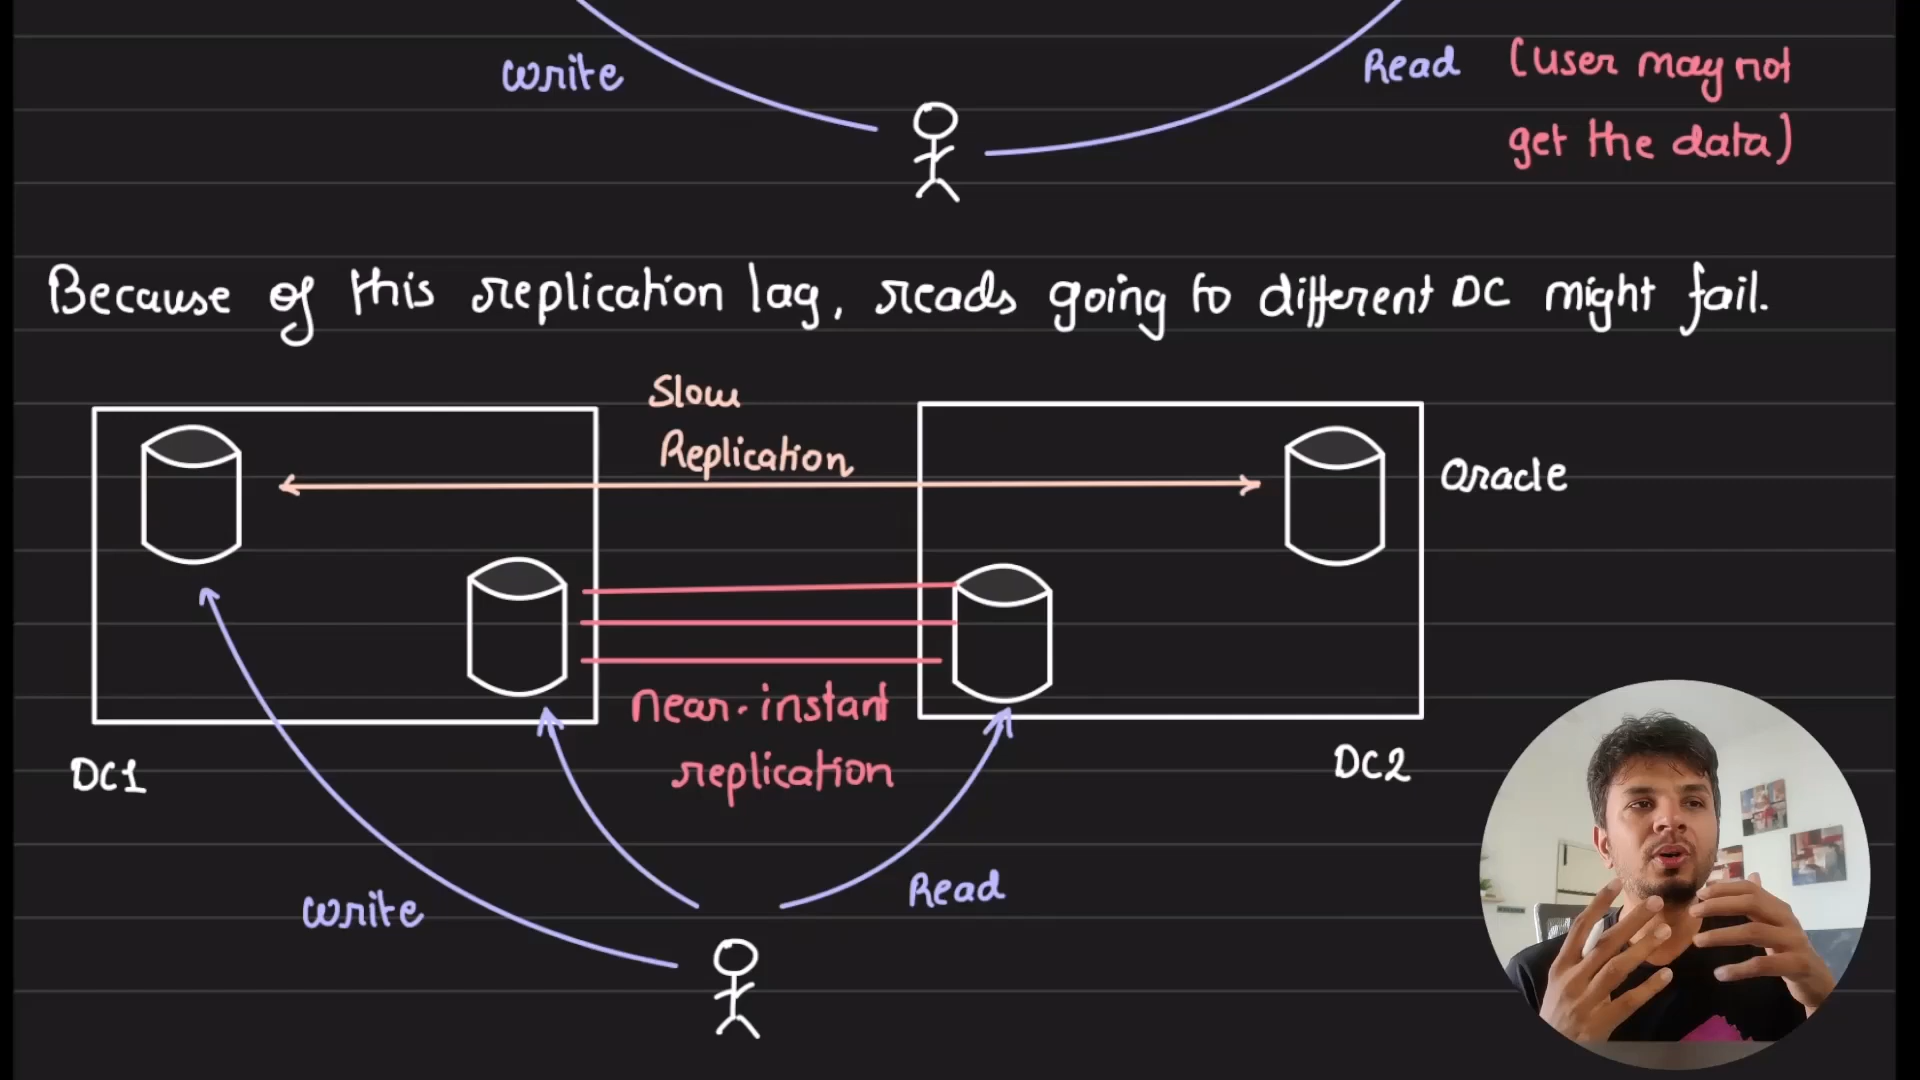 write
Read (user may not
get the data)
Because of this replication lag, reads going to different DC might fail.
Slow
Replication
Oracle
near-instant
replication
DC1
DC2
Read
write